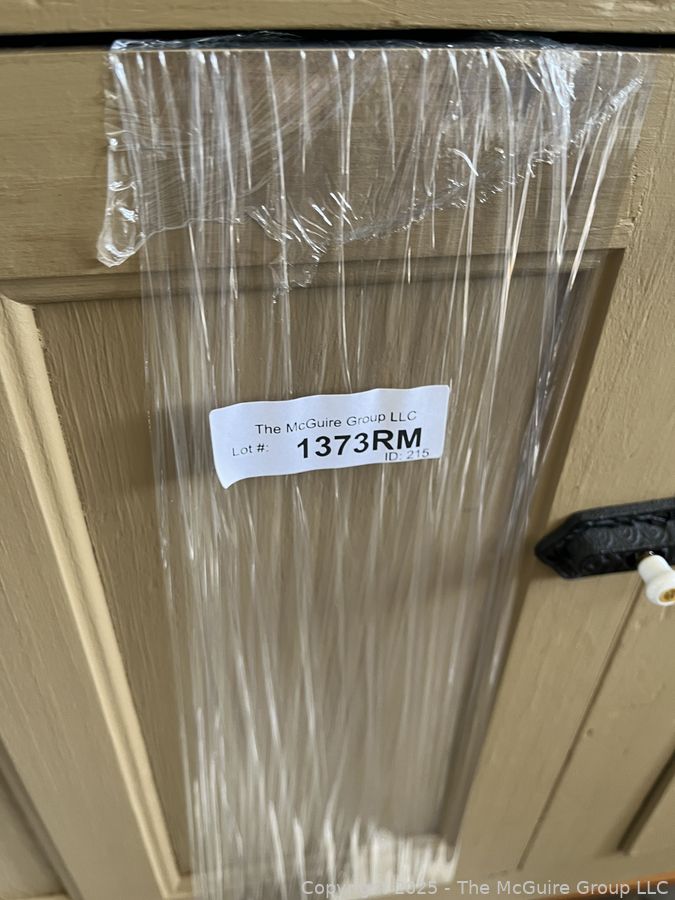 The McGuire Group LLC
Lot #: 1373RM
ID: 215
Copyright 2025 - The McGuire Group LLC